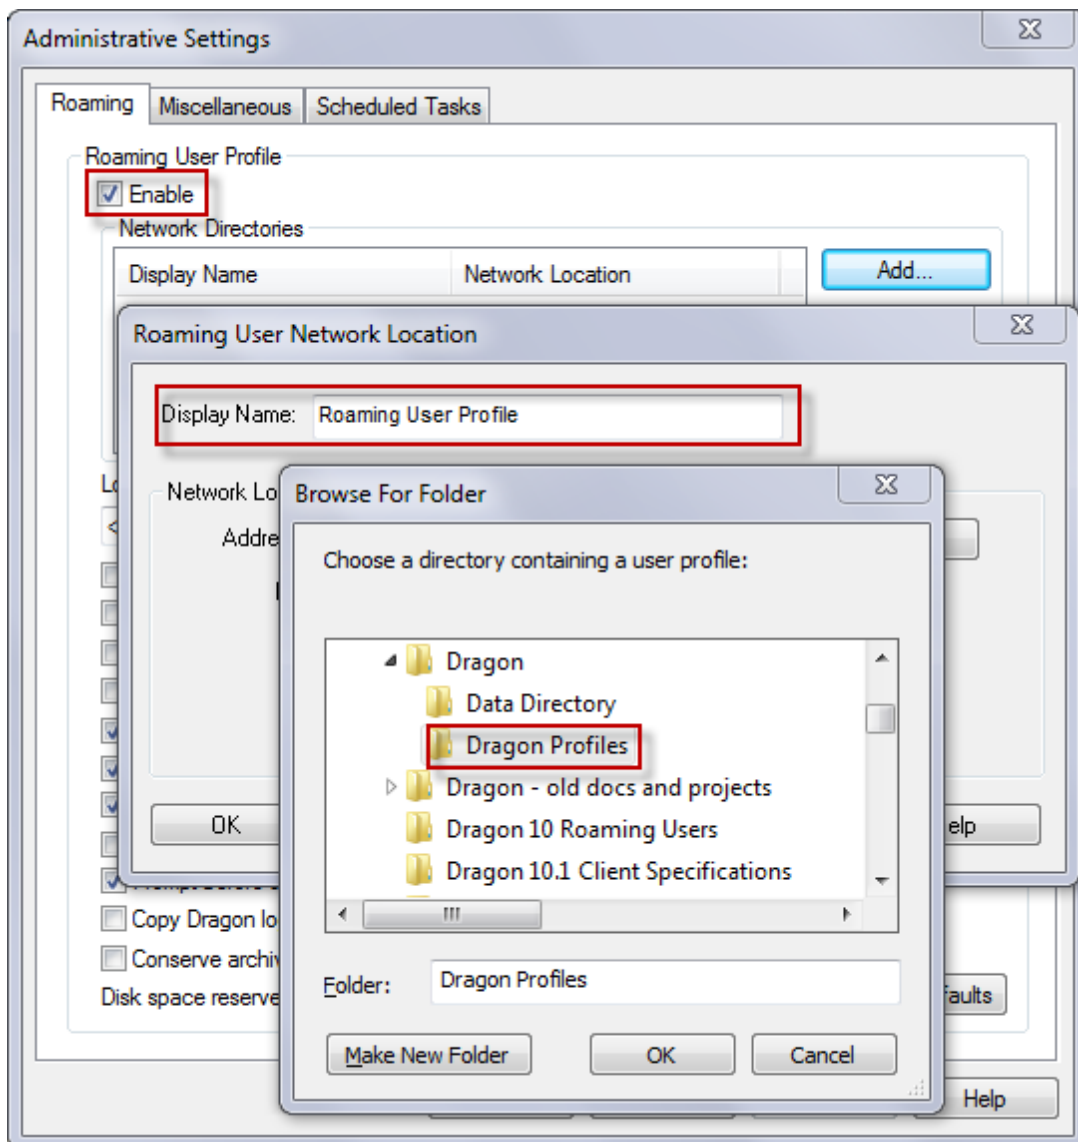 Administrative Settings
Roaming Miscellaneous Scheduled Tasks
Roaming User Profile
Enable
Network Directories
Display Name Network Location Add...
Roaming User Network Location
Display Name: Roaming User Profile
Network Lo
Browse For Folder
Addre
Choose a directory containing a user profile:
Dragon
Data Directory
Dragon Profiles
Dragon - old docs and projects
Dragon 10 Roaming Users
Dragon 10.1 Client Specifications
OK elp
Copy Dragon lo
Conserve archiv
Disk space reserve
Folder: Dragon Profiles
faults
Make New Folder OK Cancel
Help